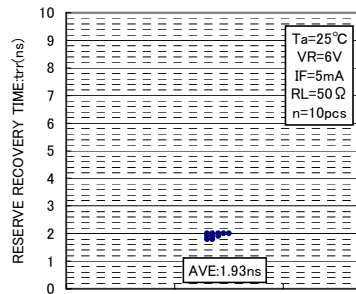 RESERVE RECOVERY TIME:trr(ns)
10
9
8
7
6
5
4
3
2
1
0
Ta=25℃
VR=6V
IF=5mA
RL=50Ω
n=10pcs
AVE:1.93ns